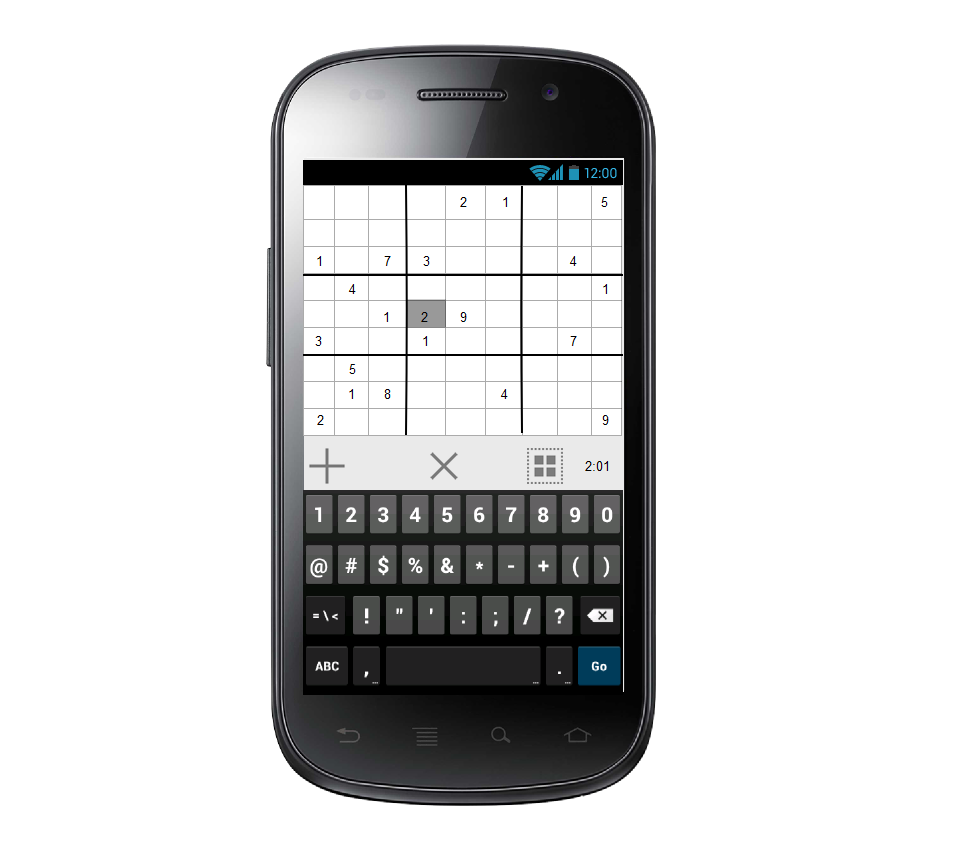 12:00
2 1 5
1 7 3 4
4 1
1 2 9
3 1 7
5
1 8 4
2 9
2:01
1 2 3 4 5 6 7 8 9 0
@ # $ % & * - + ( )
= \ < ! " ' : ; / ?
ABC , ... ... . ... Go